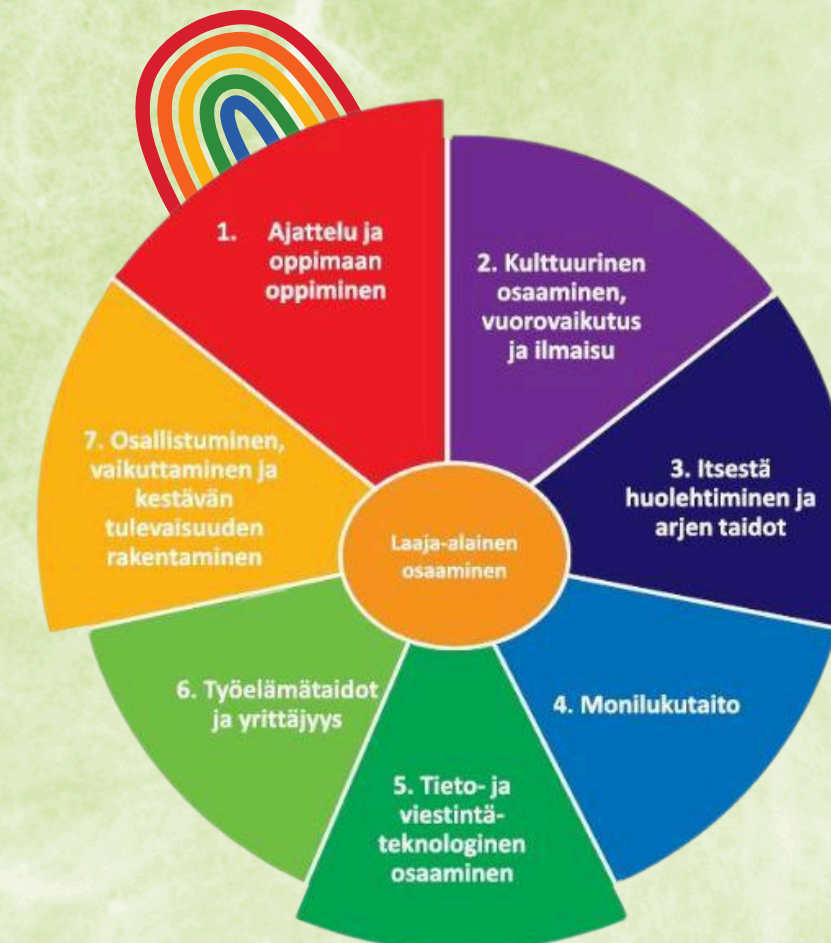 1. Ajattelu ja
oppimaan
oppiminen
2. Kulttuurinen
osaaminen,
vuorovaikutus
ja ilmaisu
3. Itsestä
huolehtiminen ja
arjen taidot
4. Monilukutaito
5. Tieto- ja
viestintä-
teknologinen
osaaminen
6. Työelämätaidot
ja yrittäjyys
7. Osallistuminen,
vaikuttaminen ja
kestävän
tulevaisuuden
rakentaminen
Laaja-alainen
osaaminen